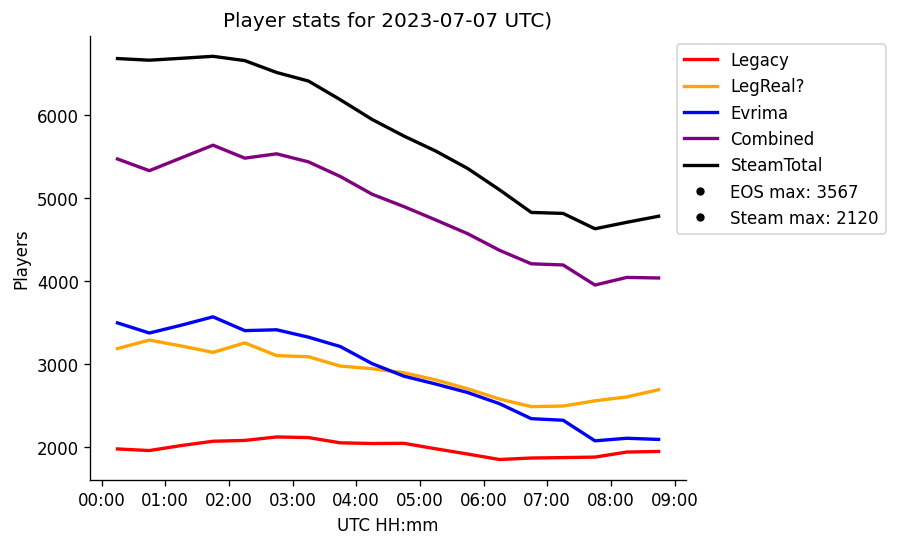 Player stats for 2023-07-07 UTC)
Legacy
LegReal?
Evrima
Combined
SteamTotal
EOS max: 3567
Steam max: 2120
Players
6000
5000
4000
3000
2000
00:00 01:00 02:00 03:00 04:00 05:00 06:00 07:00 08:00 09:00
UTC HH:mm